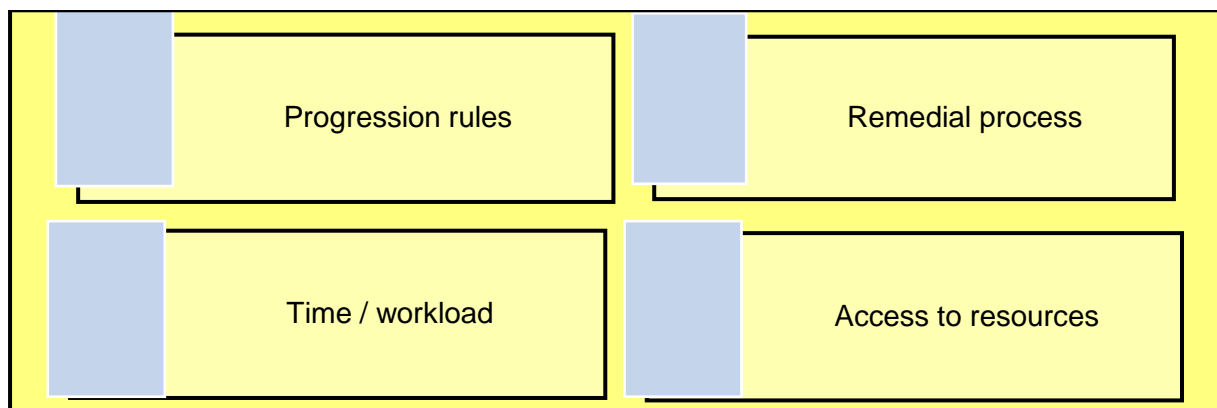 Progression rules
Remedial process
Time / workload
Access to resources